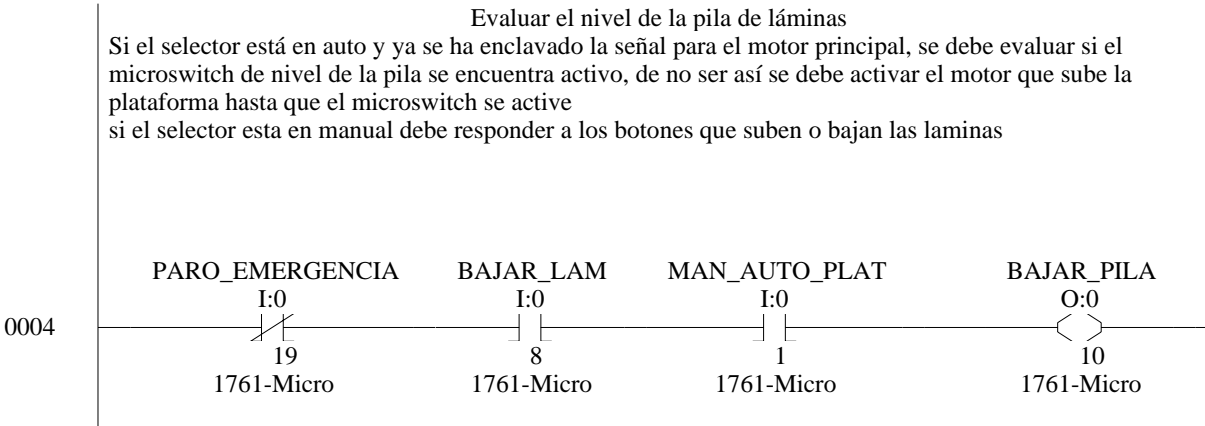 Evaluar el nivel de la pila de láminas
Si el selector está en auto y ya se ha enclavado la señal para el motor principal, se debe evaluar si el
microswitch de nivel de la pila se encuentra activo, de no ser así se debe activar el motor que sube la
plataforma hasta que el microswitch se active
si el selector esta en manual debe responder a los botones que suben o bajan las laminas
PARO_EMERGENCIA BAJAR_LAM MAN_AUTO_PLAT BAJAR_PILA
I:0 I:0 I:0 O:0
0004
19 8 1 10
1761-Micro 1761-Micro 1761-Micro 1761-Micro